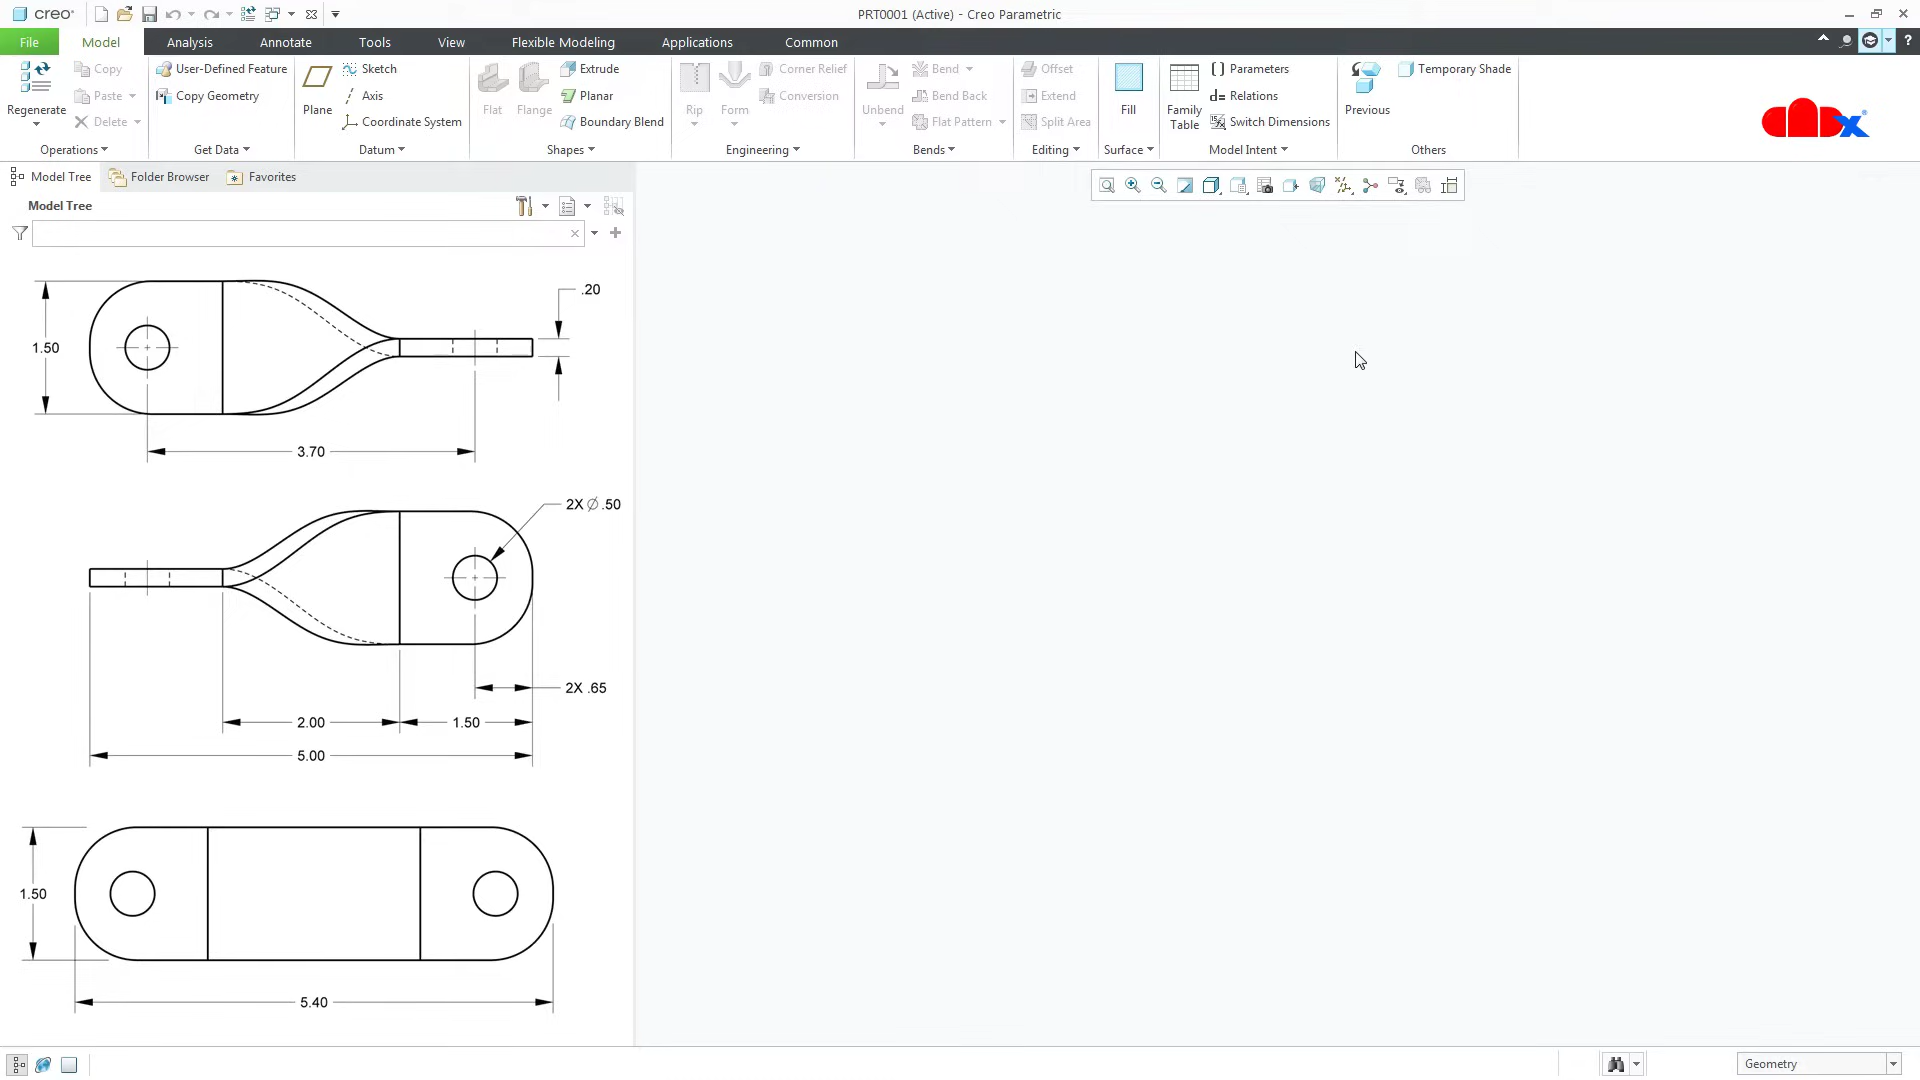 creo°
PRT0001 (Active) - Creo Parametric
File Model Analysis Annotate Tools View Flexible Modeling Applications Common
Regenerate
Copy
Paste
Delete
Operations
User-Defined Feature
Copy Geometry
Get Data
Plane
Sketch
Axis
Coordinate System
Datum
Flat
Flange
Extrude
Planar
Boundary Blend
Shapes
Rip
Form
Corner Relief
Conversion
Engineering
Unbend
Bend
Bend Back
Flat Pattern
Bends
Offset
Extend
Split Area
Editing
Fill
Surface
Family
Table
Parameters
d= Relations
Switch Dimensions
Model Intent
Previous
Temporary Shade
Others
Model Tree Folder Browser Favorites
Model Tree
.20
1.50
3.70
2X ∅ .50
2X .65
2.00 1.50
5.00
1.50
5.40
Geometry